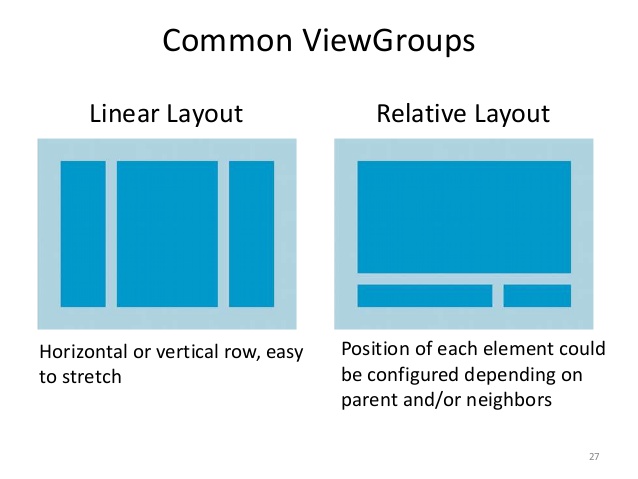 Common ViewGroups
Linear Layout
Relative Layout
Horizontal or vertical row, easy
to stretch
Position of each element could
be configured depending on
parent and/or neighbors
27